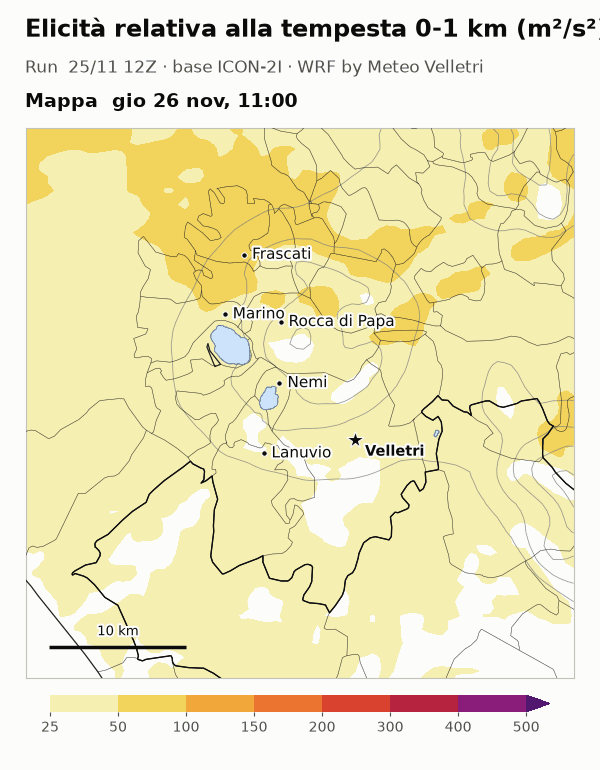 Elicità relativa alla tempesta 0-1 km (m²/s²)
Run 25/11 12Z · base ICON-2I · WRF by Meteo Velletri
Mappa gio 26 nov, 11:00
Frascati
Marino
Rocca di Papa
Nemi
Velletri
Lanuvio
10 km
25 50 100 150 200 300 400 500